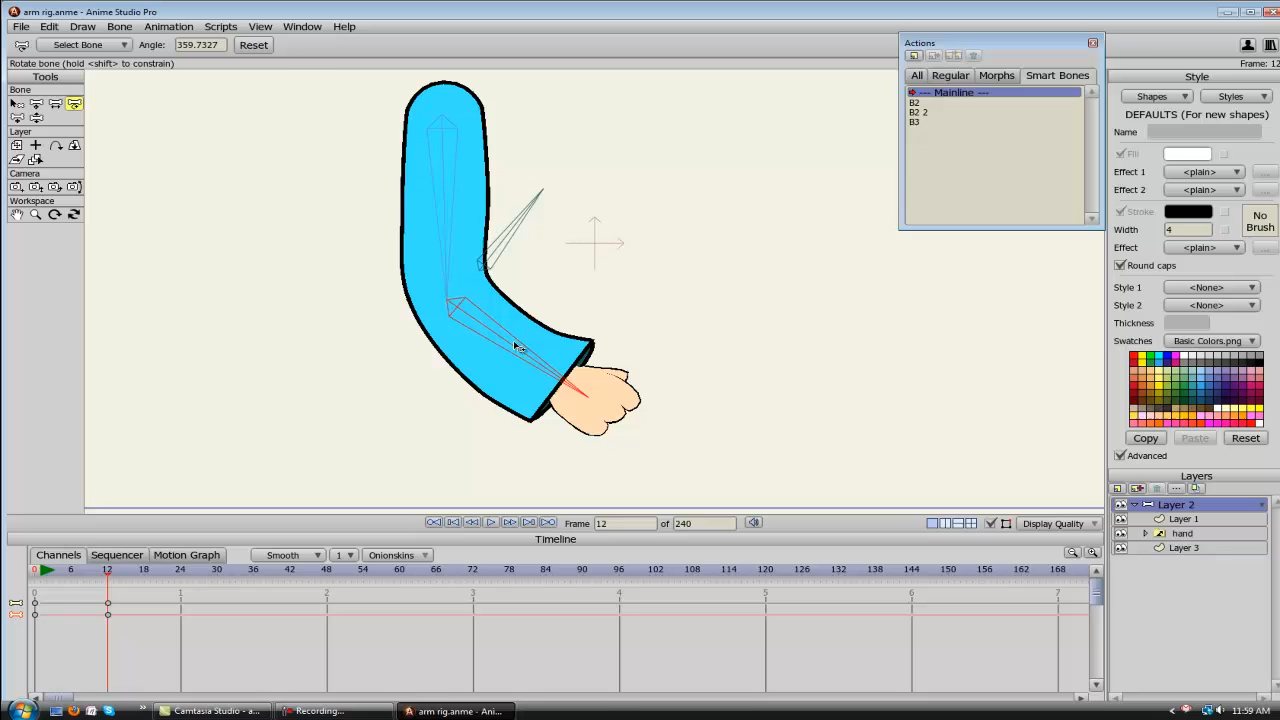 arm rig.anme - Anime Studio Pro
File Edit Draw Bone Animation Scripts View Window Help
Select Bone Angle: 359.7327 Reset
Rotate bone (hold <shift> to constrain) Frame: 12
Tools
Bone
Layer
Camera
Workspace
Actions
All Regular Morphs Smart Bones
--- Mainline ---
B2
B2 2
B3
Style
Shapes Styles
DEFAULTS (For new shapes)
Name
Fill
Effect 1 <plain> ...
Effect 2 <plain> ...
Stroke
Width 4
No Brush
Effect <plain>
Round caps
Style 1 <None>
Style 2 <None>
Thickness
Swatches Basic Colors.png
Copy Paste Reset
Advanced
Layers
Layer 2
Layer 1
hand
Layer 3
Frame 12 of 240 Display Quality
Timeline
Channels Sequencer Motion Graph Smooth 1 Onionskins
0 6 12 18 24 30 36 42 48 54 60 66 72 78 84 90 96 102 108 114 120 126 132 138 144 150 156 162 168
0 1 2 3 4 5 6 7
Camtasia Studio - a... Recording... arm rig.anme - Ani... 11:59 AM